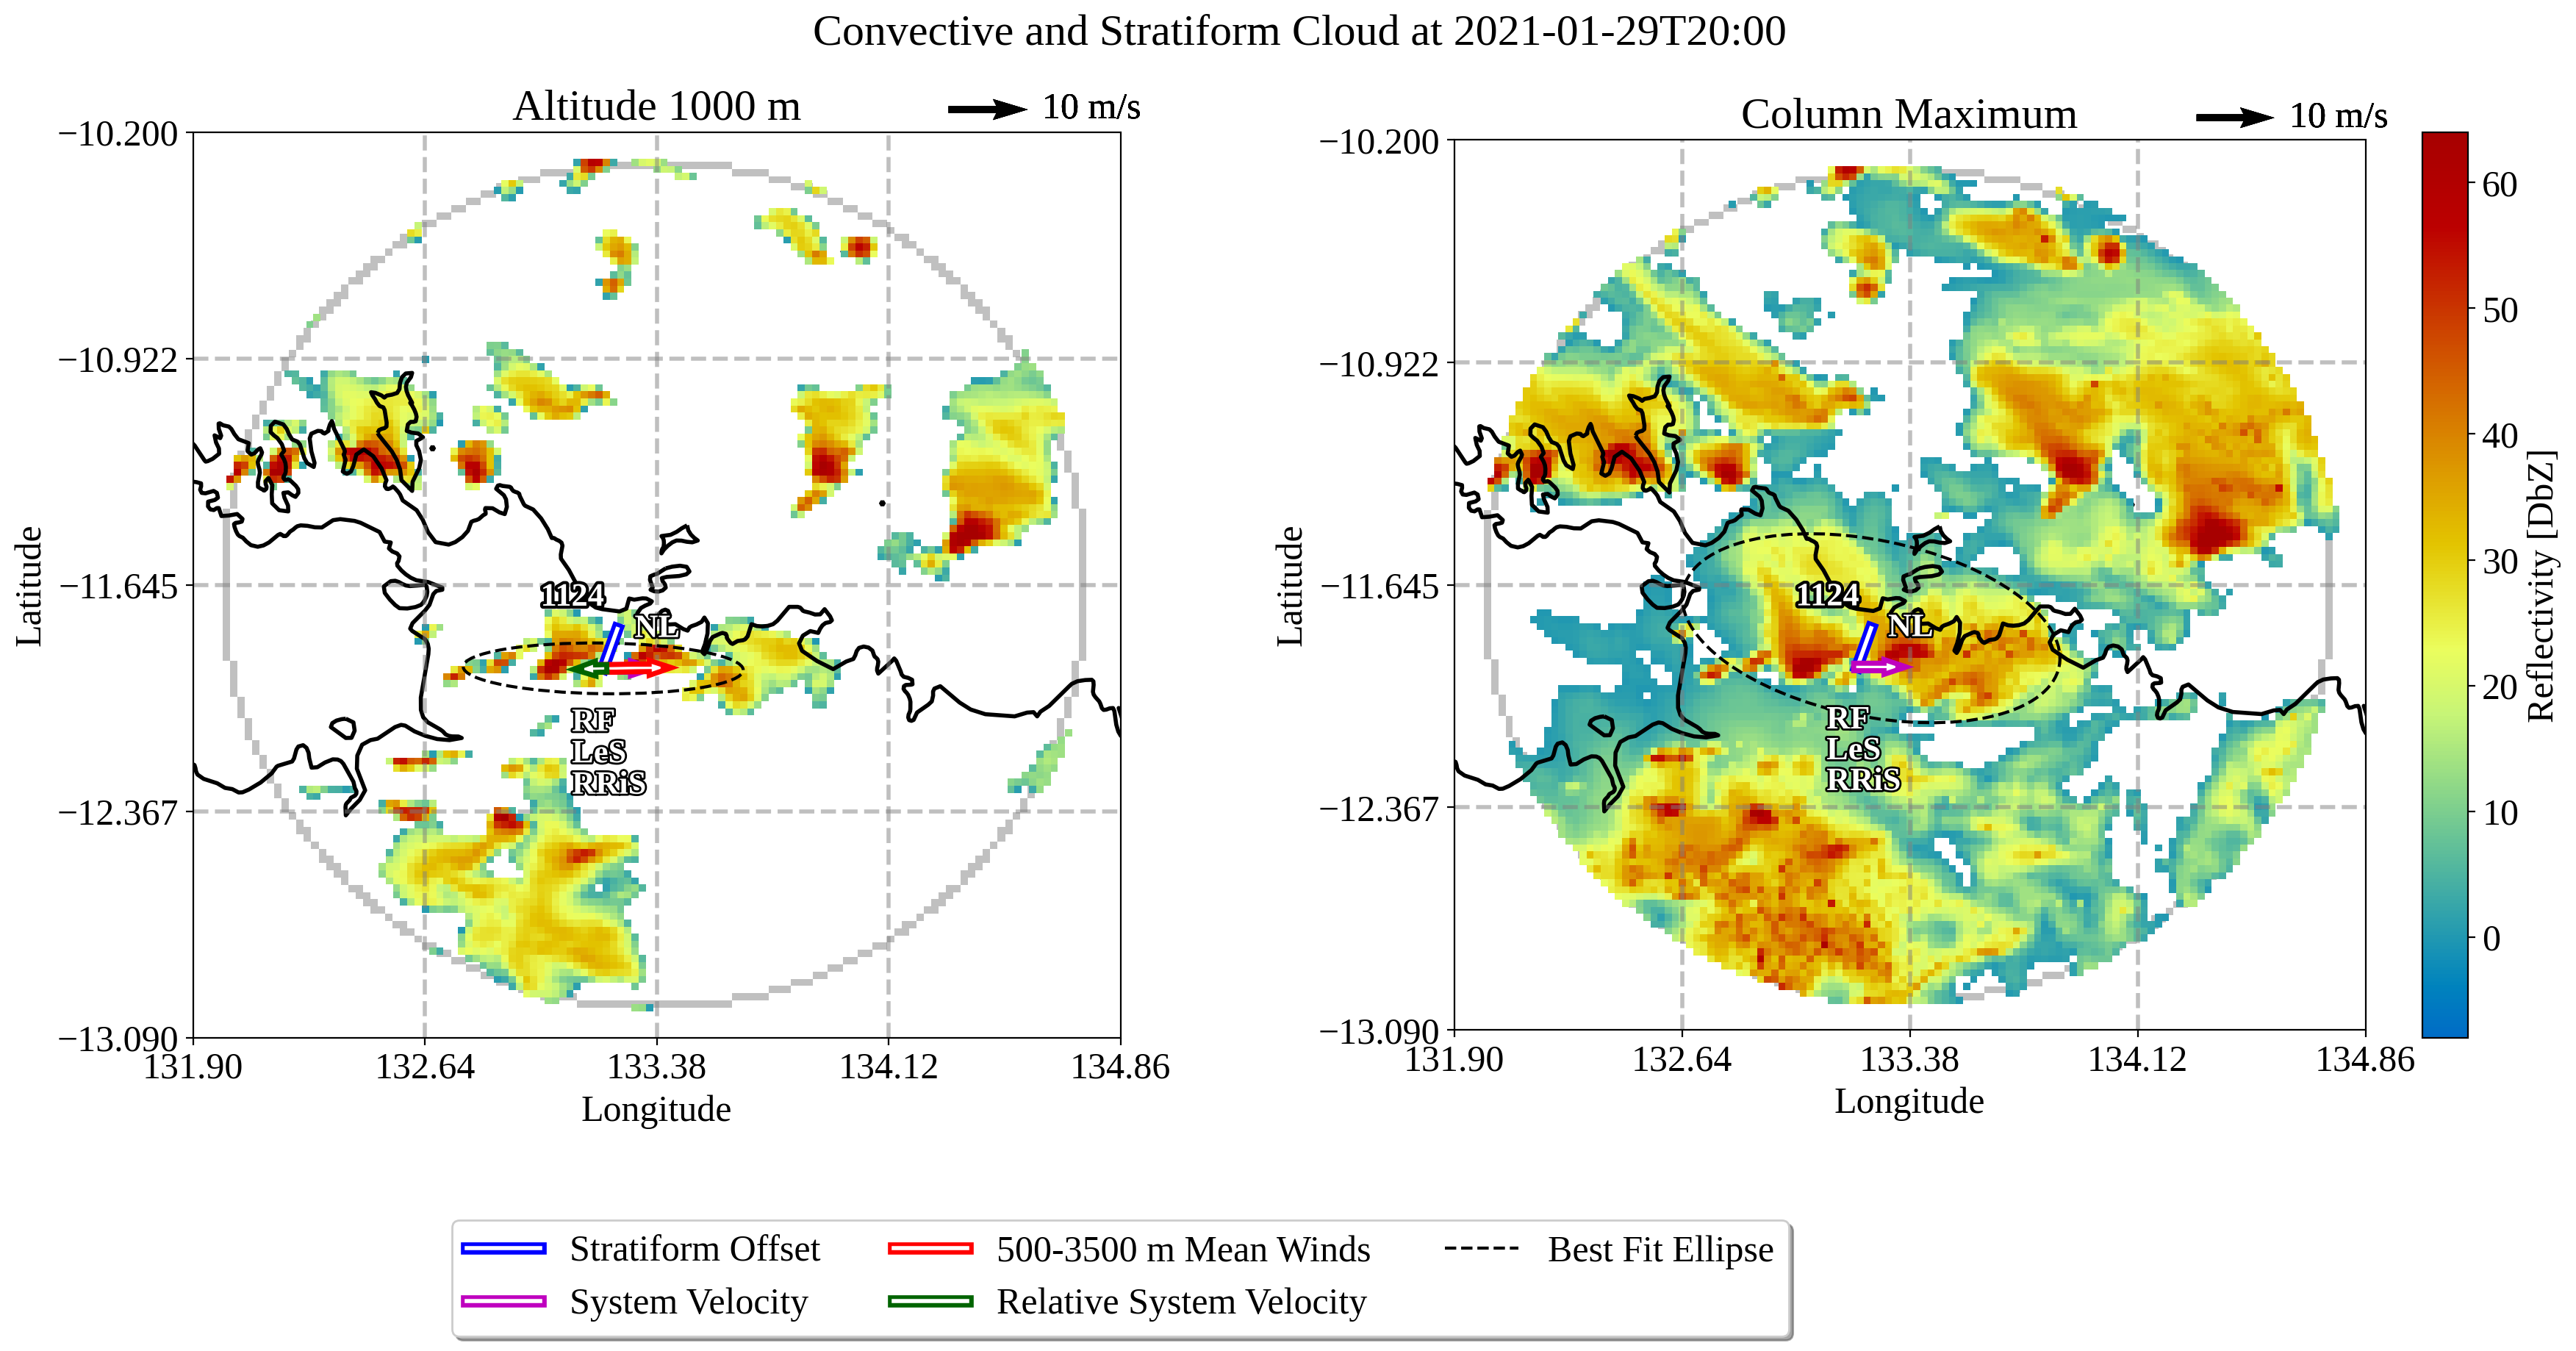 Convective and Stratiform Cloud at 2021-01-29T20:00
Altitude 1000 m
10 m/s
−10.200
−10.922
−11.645
−12.367
−13.090
Latitude
131.90
132.64
133.38
134.12
134.86
Longitude
1124
NL
RF
LeS
RRiS
Column Maximum
10 m/s
−10.200
−10.922
−11.645
−12.367
−13.090
Latitude
131.90
132.64
133.38
134.12
134.86
Longitude
1124
NL
RF
LeS
RRiS
60
50
40
30
20
10
0
Reflectivity [DbZ]
Stratiform Offset
System Velocity
500-3500 m Mean Winds
Relative System Velocity
Best Fit Ellipse